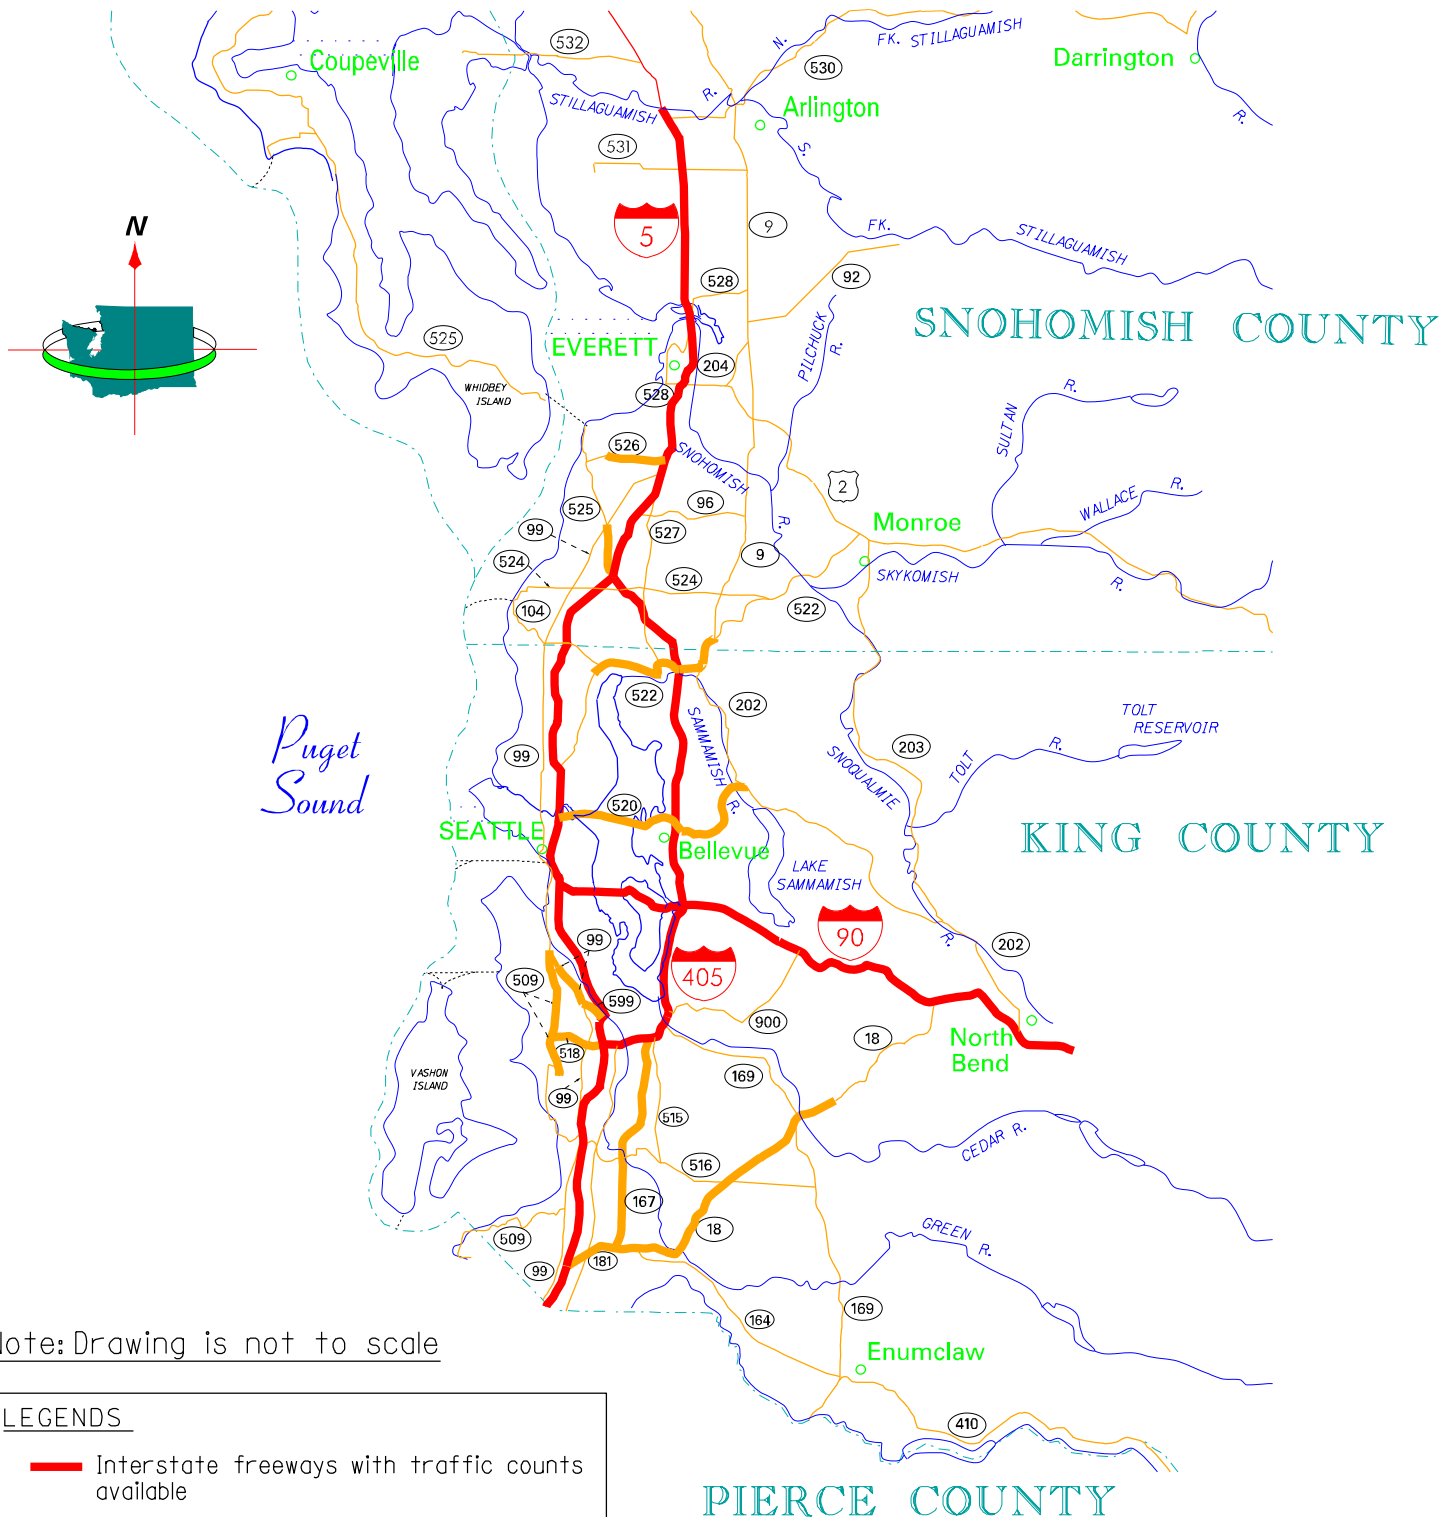 532
FK. STILLAGUAMISH
N.
Darrington
Coupeville
530
R.
STILLAGUAMISH
Arlington
R.
531
S.
N
5
9
FK.
STILLAGUAMISH
528
92
SNOHOMISH COUNTY
525
EVERETT
PILCHUCK
R.
204
WHIDBEY
ISLAND
528
R.
SULTAN
526
SNOHOMISH
2
WALLACE
R.
525
96
99
527
R.
Monroe
524
9
SKYKOMISH
524
R.
104
522
522
202
SAMMAMISH
R.
TOLT
RESERVOIR
Puget
Sound
99
SNOQUALMIE
203
TOLT
R.
520
SEATTLE
Bellevue
KING COUNTY
LAKE
SAMMAMISH
90
R.
202
99
405
509
599
900
18
North
Bend
518
VASHON
ISLAND
169
99
515
CEDAR R.
516
167
18
GREEN
R.
509
181
99
169
164
Note: Drawing is not to scale
Enumclaw
LEGENDS
410
Interstate freeways with traffic counts
available
PIERCE COUNTY